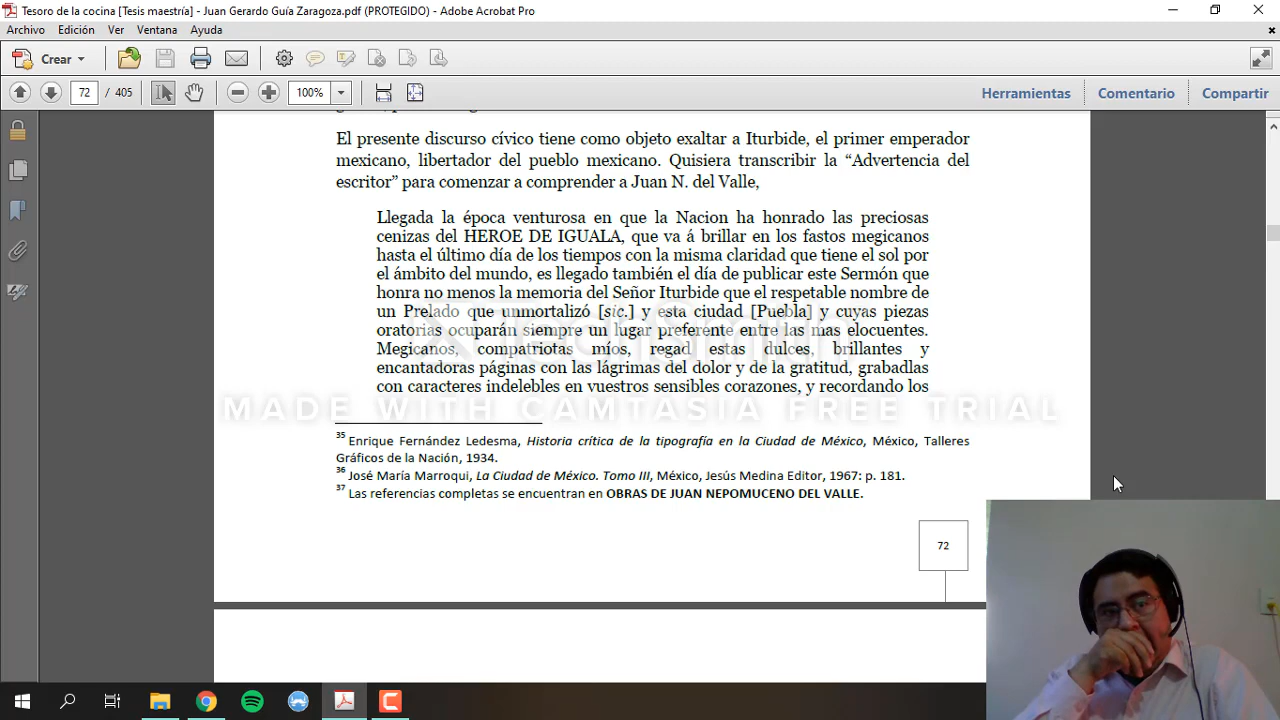 Tesoro de la cocina [Tesis maestría] - Juan Gerardo Guía Zaragoza.pdf (PROTEGIDO) - Adobe Acrobat Pro
Archivo Edición Ver Ventana Ayuda
Crear
72 / 405 100% Herramientas Comentario Compartir
El presente discurso cívico tiene como objeto exaltar a Iturbide, el primer emperador
mexicano, libertador del pueblo mexicano. Quisiera transcribir la “Advertencia del
escritor” para comenzar a comprender a Juan N. del Valle,
Llegada la época venturosa en que la Nacion ha honrado las preciosas
cenizas del HEROE DE IGUALA, que va á brillar en los fastos megicanos
hasta el último día de los tiempos con la misma claridad que tiene el sol por
el ámbito del mundo, es llegado también el día de publicar este Sermón que
honra no menos la memoria del Señor Iturbide que el respetable nombre de
un Prelado que unmortalizó [sic.] y esta ciudad [Puebla] y cuyas piezas
oratorias ocuparán siempre un lugar preferente entre las mas elocuentes.
Megicanos, compatriotas míos, regad estas dulces, brillantes y
encantadoras páginas con las lágrimas del dolor y de la gratitud, grabadlas
con caracteres indelebles en vuestros sensibles corazones, y recordando los
TechSmith
MADE WITH CAMTASIA FREE TRIAL
35 Enrique Fernández Ledesma, Historia crítica de la tipografía en la Ciudad de México, México, Talleres
Gráficos de la Nación, 1934.
36 José María Marroqui, La Ciudad de México. Tomo III, México, Jesús Medina Editor, 1967: p. 181.
37 Las referencias completas se encuentran en OBRAS DE JUAN NEPOMUCENO DEL VALLE.
72